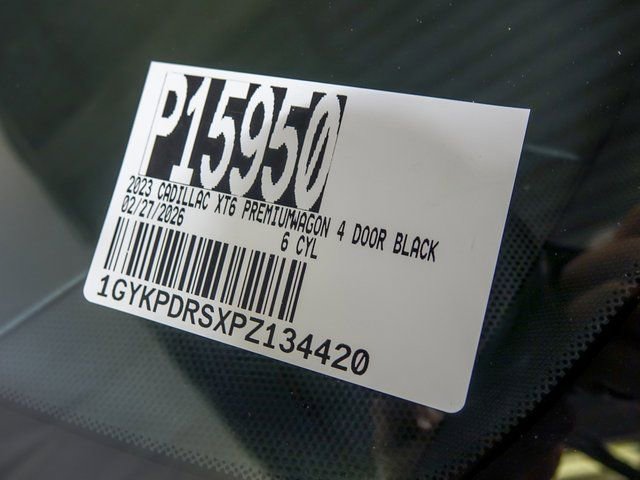 P15950
2023 CADILLAC XT6 PREMIUMWAGON 4 DOOR BLACK
02/27/2026 6 CYL
1GYKPDRSXPZ134420